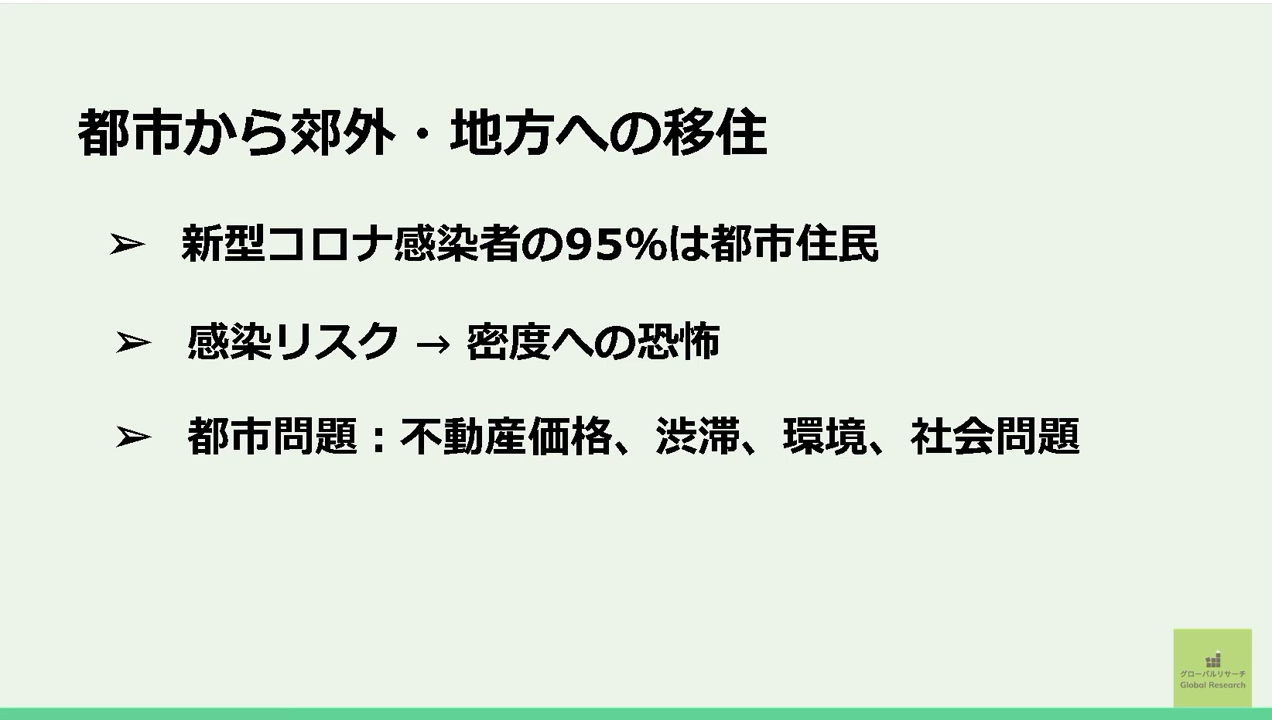 都市から郊外・地方への移住
➢ 新型コロナ感染者の95%は都市住民
➢ 感染リスク → 密度への恐怖
➢ 都市問題：不動産価格、渋滞、環境、社会問題
グローバルリサーチ
Global Research